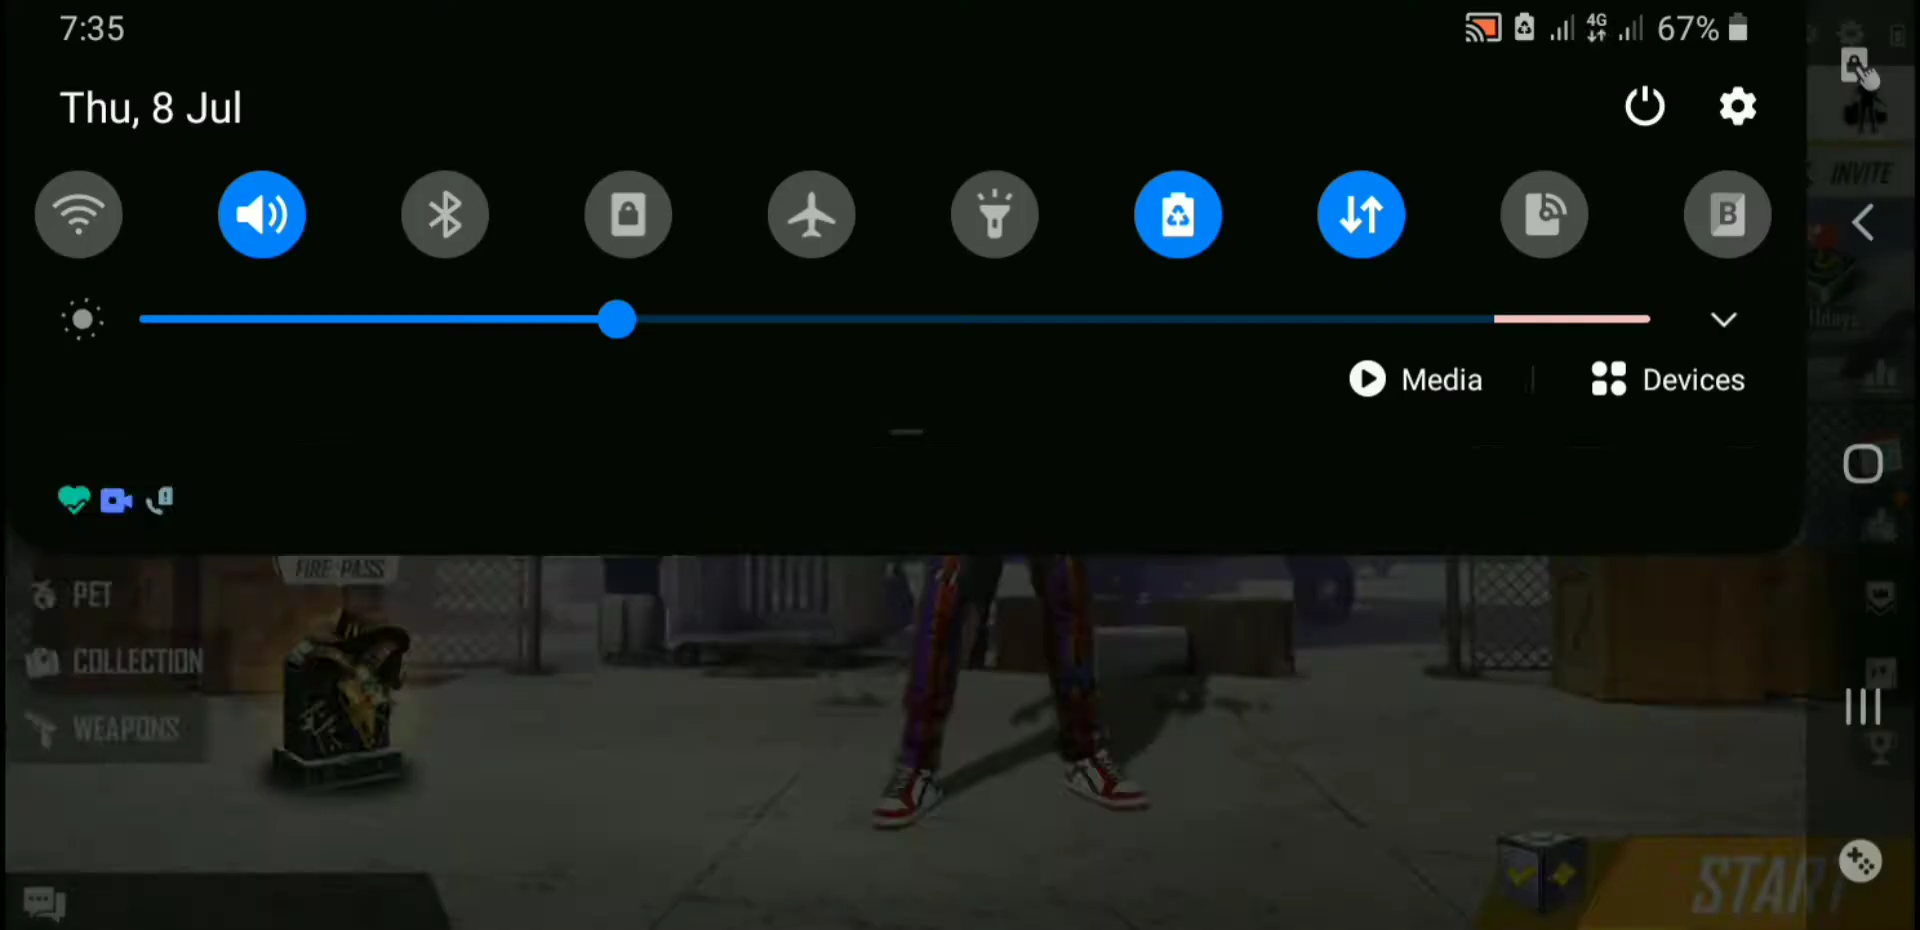 7:35
4G 67%
Thu, 8 Jul
INVITE
B
Media
Devices
FIRE PASS
PET
COLLECTION
WEAPONS
START